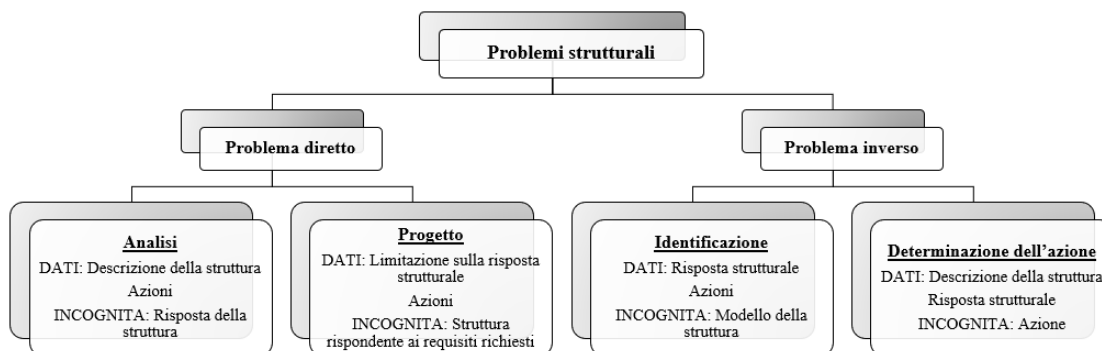 Problemi strutturali
Problema diretto
Problema inverso
Analisi
DATI: Descrizione della struttura
Azioni
INCOGNITA: Risposta della
struttura
Progetto
DATI: Limitazione sulla risposta
strutturale
Azioni
INCOGNITA: Struttura
rispondente ai requisiti richiesti
Identificazione
DATI: Risposta strutturale
Azioni
INCOGNITA: Modello della
struttura
Determinazione dell’azione
DATI: Descrizione della struttura
Risposta strutturale
INCOGNITA: Azione